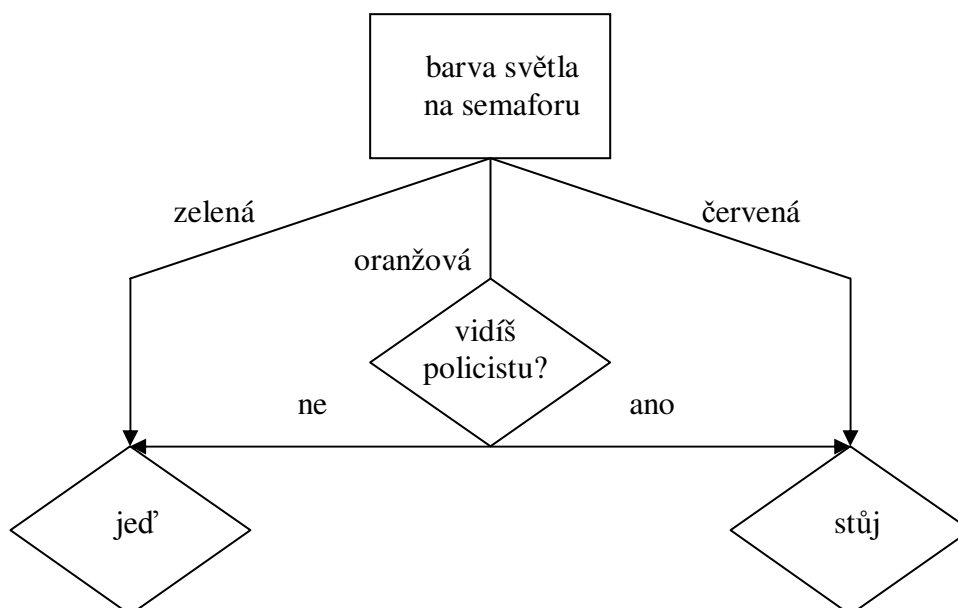 barva světla
na semaforu
zelená
červená
oranžová
vidíš
policistu?
ne
ano
jeď
stůj